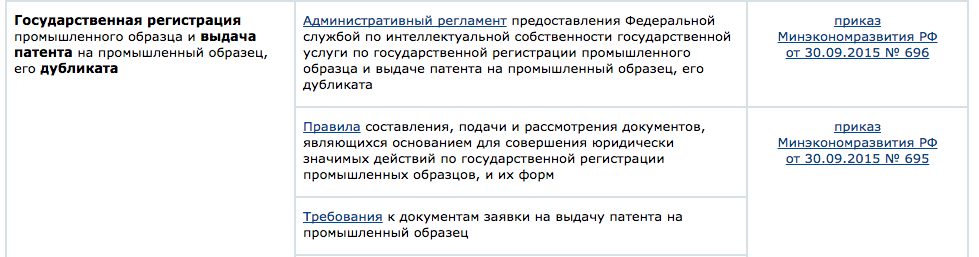 Государственная регистрация
промышленного образца и выдача
патента на промышленный образец,
его дубликата
Административный регламент предоставления Федеральной
службой по интеллектуальной собственности государственной
услуги по государственной регистрации промышленного
образца и выдаче патента на промышленный образец, его
дубликата
приказ
Минэкономразвития РФ
от 30.09.2015 № 696
Правила составления, подачи и рассмотрения документов,
являющихся основанием для совершения юридически
значимых действий по государственной регистрации
промышленных образцов, и их форм
приказ
Минэкономразвития РФ
от 30.09.2015 № 695
Требования к документам заявки на выдачу патента на
промышленный образец